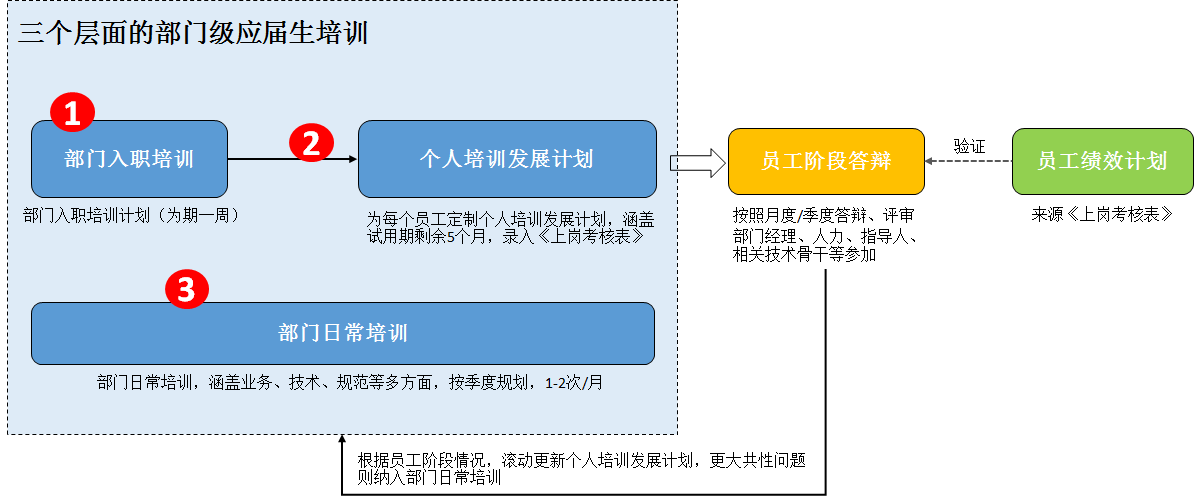 三个层面的部门级应届生培训
1
部门入职培训
部门入职培训计划（为期一周）
2
个人培训发展计划
为每个员工定制个人培训发展计划，涵盖
试用期剩余5个月，录入《上岗考核表》
3
部门日常培训
部门日常培训，涵盖业务、技术、规范等多方面，按季度规划，1-2次/月
员工阶段答辩
按照月度/季度答辩、评审
部门经理、人力、指导人、
相关技术骨干等参加
验证
员工绩效计划
来源《上岗考核表》
根据员工阶段情况，滚动更新个人培训发展计划，更大共性问题
则纳入部门日常培训